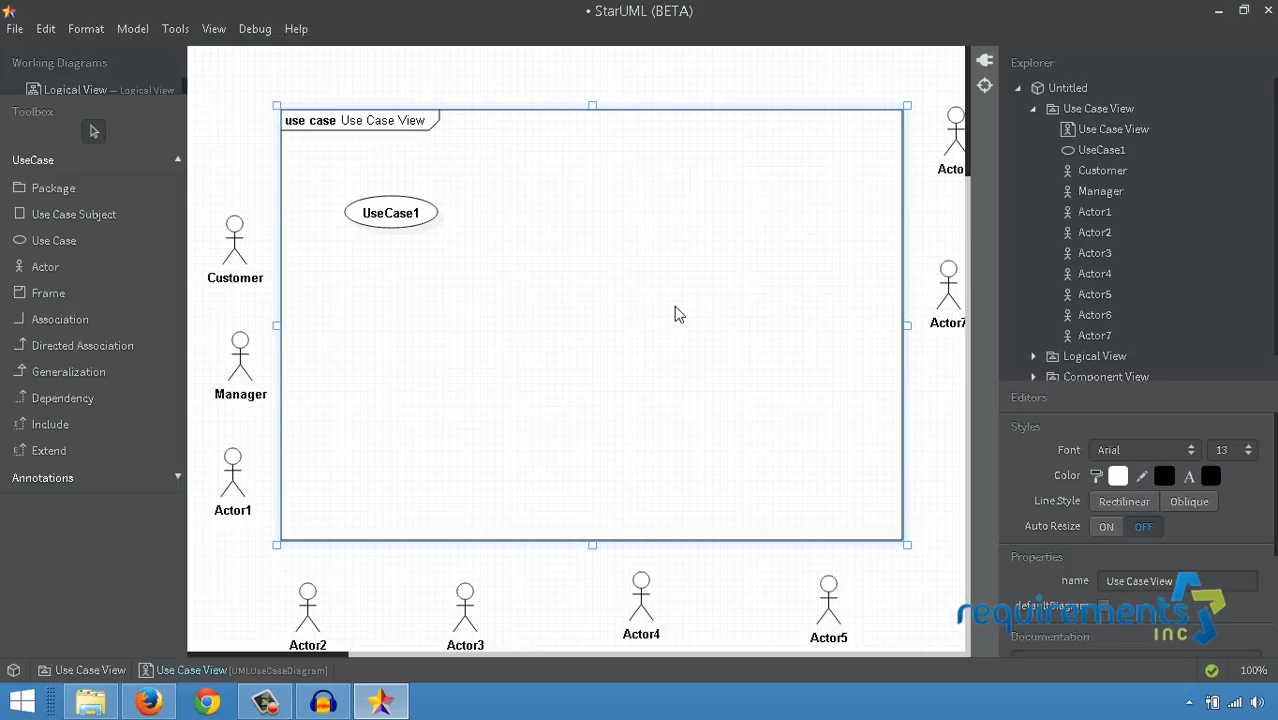 • StarUML (BETA)
File Edit Format Model Tools View Debug Help
Working Diagrams
Logical View — Logical View
Toolbox
UseCase
Package
Use Case Subject
Use Case
Actor
Frame
Association
Directed Association
Generalization
Dependency
Include
Extend
Annotations
use case Use Case View
UseCase1
Customer
Manager
Actor1
Actor2
Actor3
Actor4
Actor5
Acto
Actor7
Explorer
Untitled
Use Case View
Use Case View
UseCase1
Customer
Manager
Actor1
Actor2
Actor3
Actor4
Actor5
Actor6
Actor7
Logical View
Component View
Editors
Styles
Font Arial 13
Color A
Line Style Rectilinear Oblique
Auto Resize ON OFF
Properties
name Use Case View
defaultDiagram
requirements
INC
Documentation
Use Case View Use Case View [UMLUseCaseDiagram] 100%